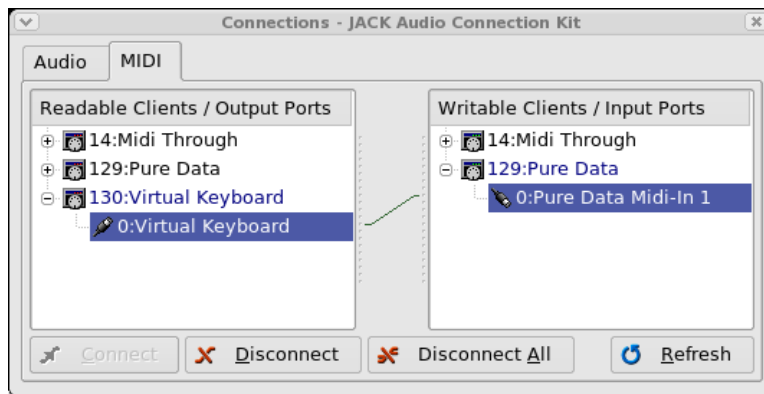 Connections - JACK Audio Connection Kit
Audio
MIDI
Readable Clients / Output Ports
14:Midi Through
129:Pure Data
130:Virtual Keyboard
0:Virtual Keyboard
Writable Clients / Input Ports
14:Midi Through
129:Pure Data
0:Pure Data Midi-In 1
Connect
Disconnect
Disconnect All
Refresh